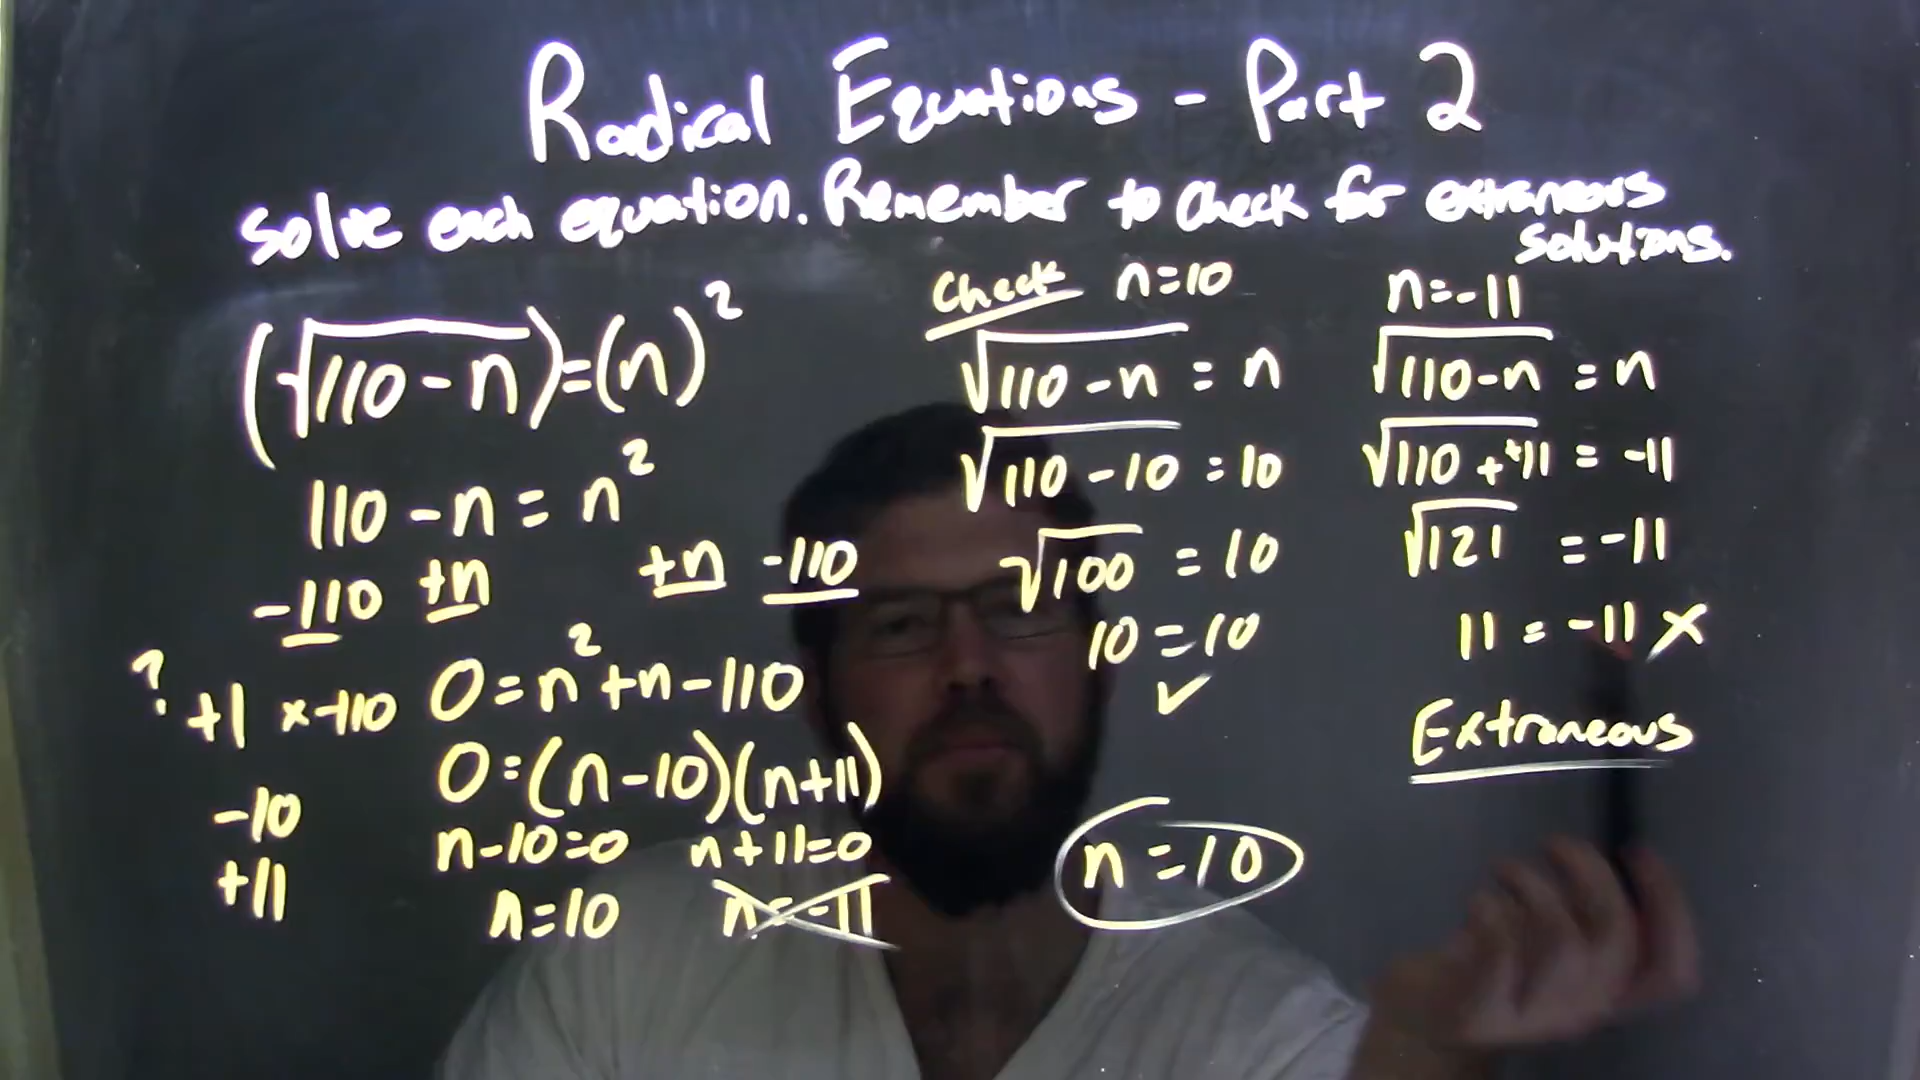 Radical Equations - Part 2
Solve each equation. Remember to check for extraneous
solutions.
(√110-n)=(n)²
110-n=n²
-110 +n +n -110
0=n²+n-110
? +1 x-110
0=(n-10)(n+11)
-10
+11
n-10=0 n+11=0
n=10 n=-11
Check n=10
√110-n = n
√110-10 = 10
√100 = 10
10=10
✓
n=-11
√110-n = n
√110++11 = -11
√121 = -11
11 = -11 X
Extraneous
n=10